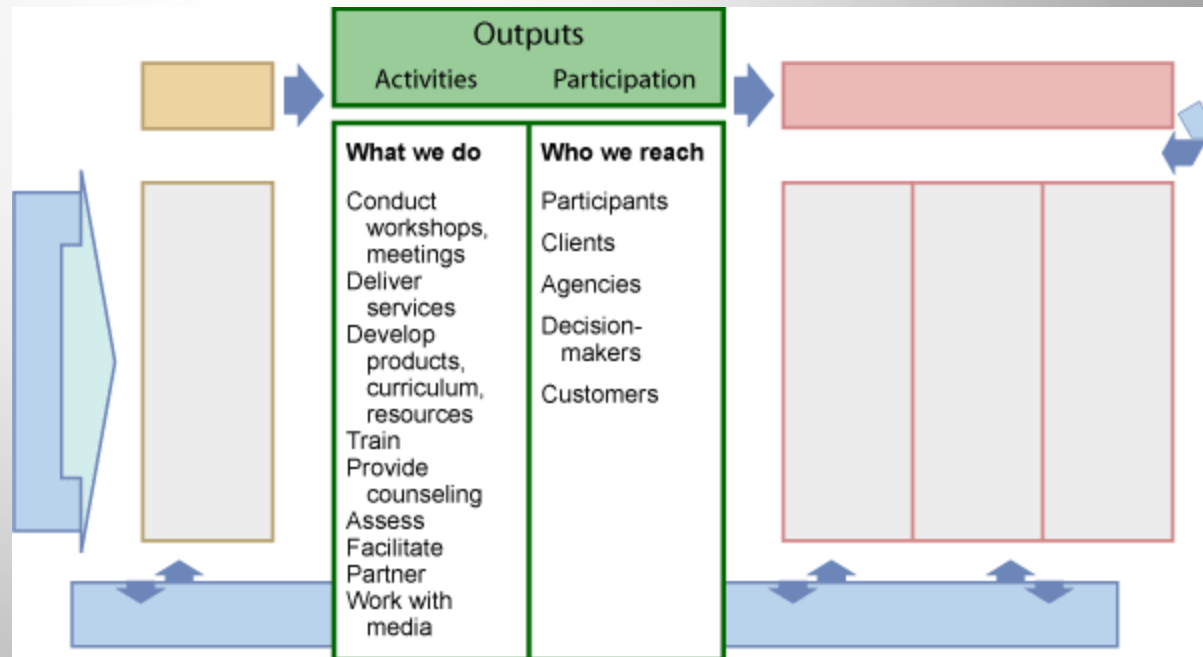 Outputs
Activities Participation
What we do
Conduct
workshops,
meetings
Deliver
services
Develop
products,
curriculum,
resources
Train
Provide
counseling
Assess
Facilitate
Partner
Work with
media
Who we reach
Participants
Clients
Agencies
Decision-
makers
Customers